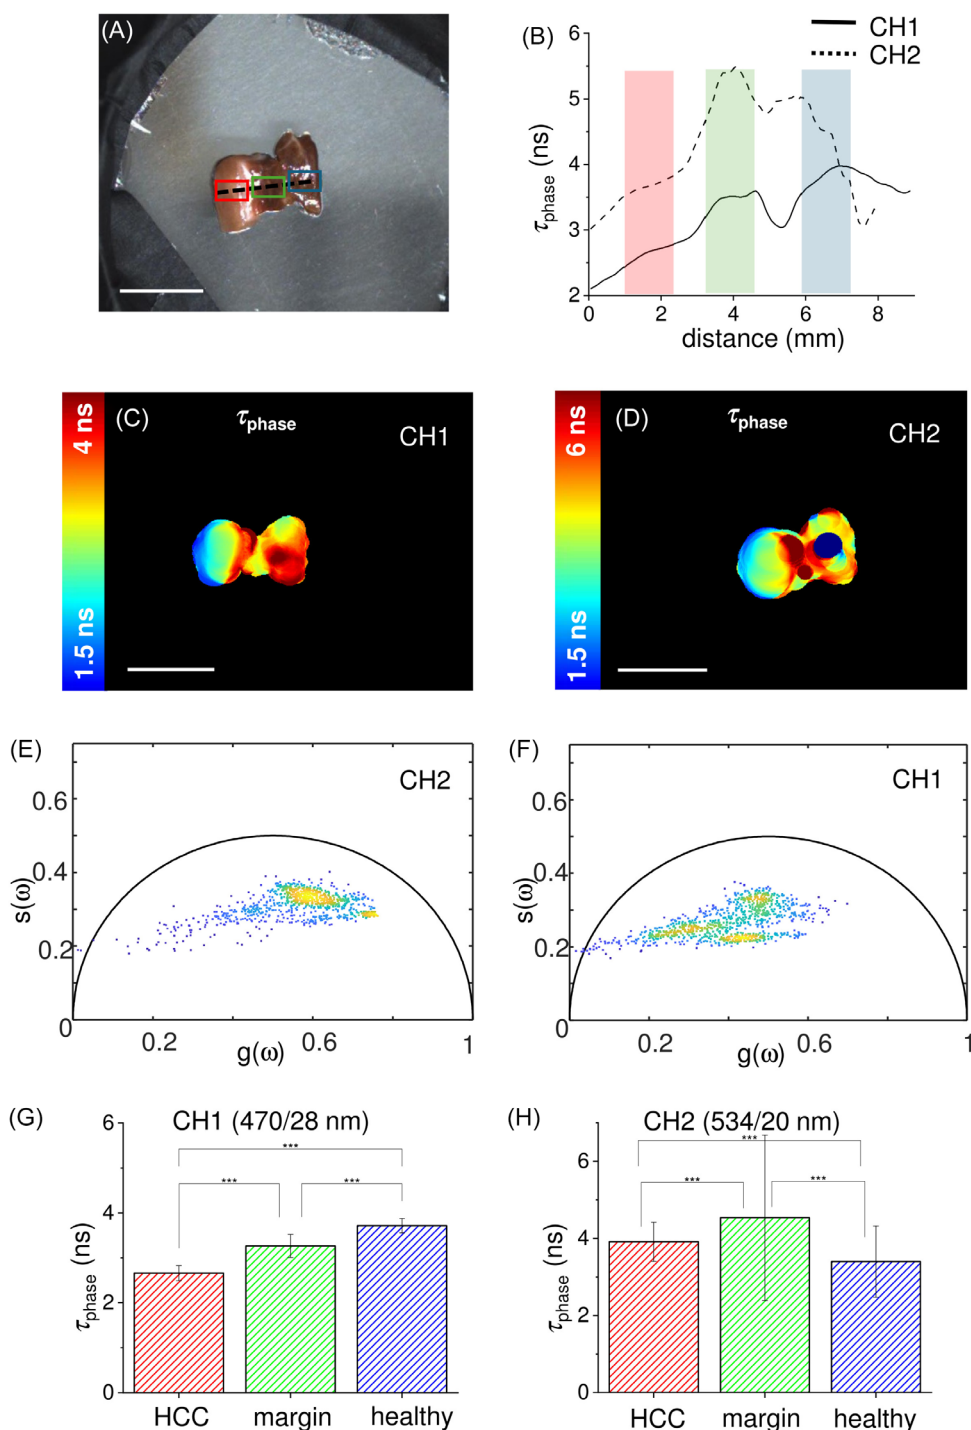 (A)
(B)
CH1
CH2
6
5
4
3
2
τphase (ns)
0
2
4
6
8
distance (mm)
(C)
τphase
CH1
4 ns
1.5 ns
(D)
τphase
CH2
6 ns
1.5 ns
(E)
CH2
0.6
0.4
0.2
0
s(ω)
0.2
0.6
1
g(ω)
(F)
CH1
0.6
0.4
0.2
0
s(ω)
0.2
0.6
1
g(ω)
(G)
CH1 (470/28 nm)
6
4
2
0
τphase (ns)
***
***
***
HCC
margin
healthy
(H)
CH2 (534/20 nm)
6
4
2
0
τphase (ns)
***
***
***
HCC
margin
healthy